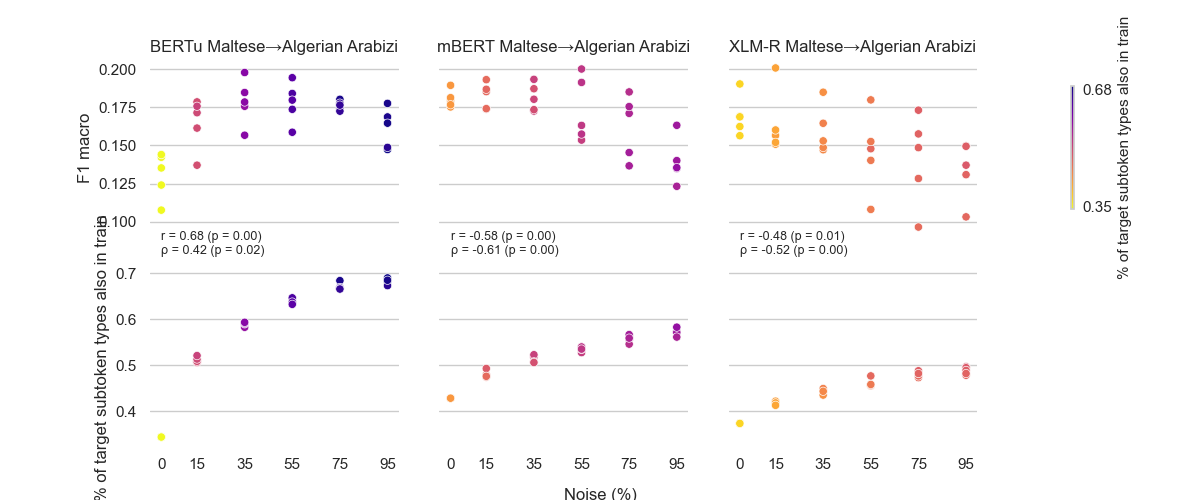 BERTu Maltese→Algerian Arabizi
mBERT Maltese→Algerian Arabizi
XLM-R Maltese→Algerian Arabizi
F1 macro
0.200
0.175
0.150
0.125
0.100
r = 0.68 (p = 0.00)
ρ = 0.42 (p = 0.02)
r = -0.58 (p = 0.00)
ρ = -0.61 (p = 0.00)
r = -0.48 (p = 0.01)
ρ = -0.52 (p = 0.00)
% of target subtoken types also in train
0.7
0.6
0.5
0.4
0 15 35 55 75 95
0 15 35 55 75 95
0 15 35 55 75 95
Noise (%)
0.68
0.35
% of target subtoken types also in train